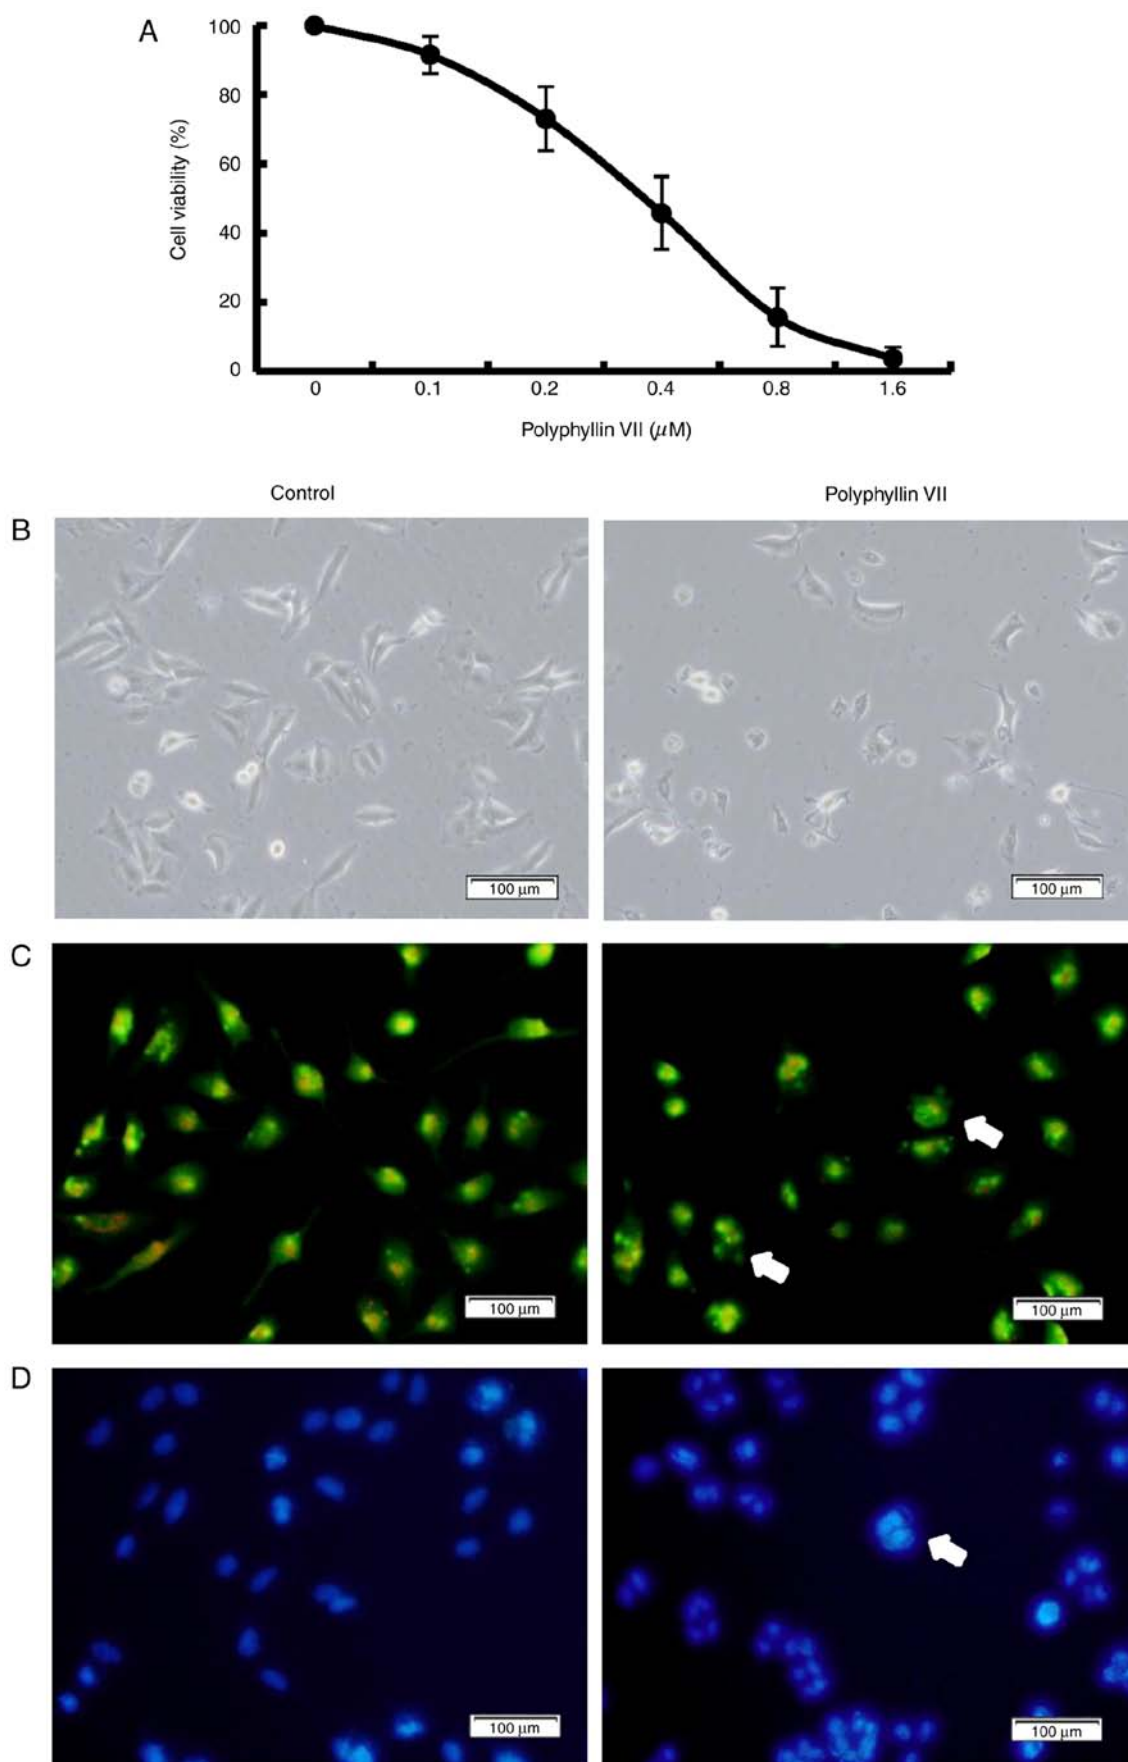 A
100
80
60
40
20
0
Cell viability (%)
0 0.1 0.2 0.4 0.8 1.6
Polyphyllin VII (μM)
Control Polyphyllin VII
B
100 μm 100 μm
C
100 μm 100 μm
D
100 μm 100 μm